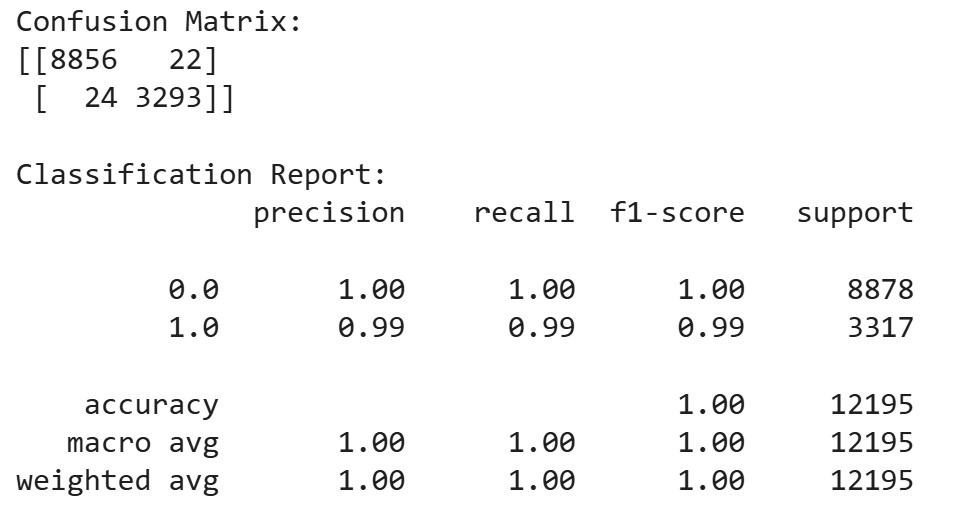 Confusion Matrix:
[[8856   22]
 [  24 3293]]
Classification Report:
              precision    recall  f1-score   support
         0.0       1.00      1.00      1.00      8878
         1.0       0.99      0.99      0.99      3317
    accuracy                           1.00     12195
   macro avg       1.00      1.00      1.00     12195
weighted avg       1.00      1.00      1.00     12195